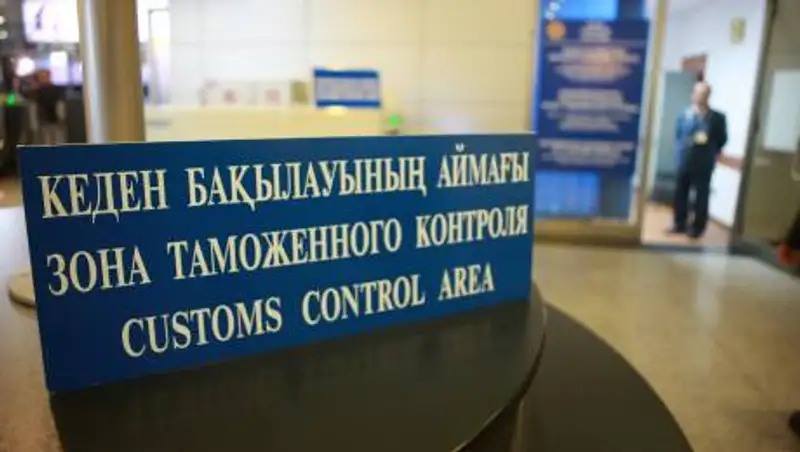 КЕДЕН БАҚЫЛАУЫНЫҢ АЙМАҒЫ
ЗОНА ТАМОЖЕННОГО КОНТРОЛЯ
CUSTOMS CONTROL AREA